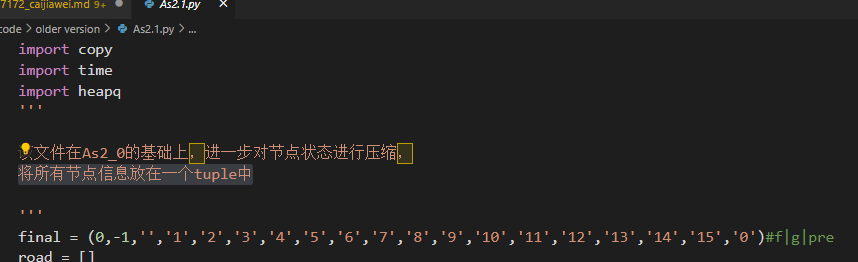 7172_caijiawei.md 9+ ● As2.1.py ×
code > older version > As2.1.py > ...
import copy
import time
import heapq
'''
该文件在As2_0的基础上，进一步对节点状态进行压缩，
将所有节点信息放在一个tuple中
'''
final = (0,-1,'','1','2','3','4','5','6','7','8','9','10','11','12','13','14','15','0')#f|g|pre
road = []